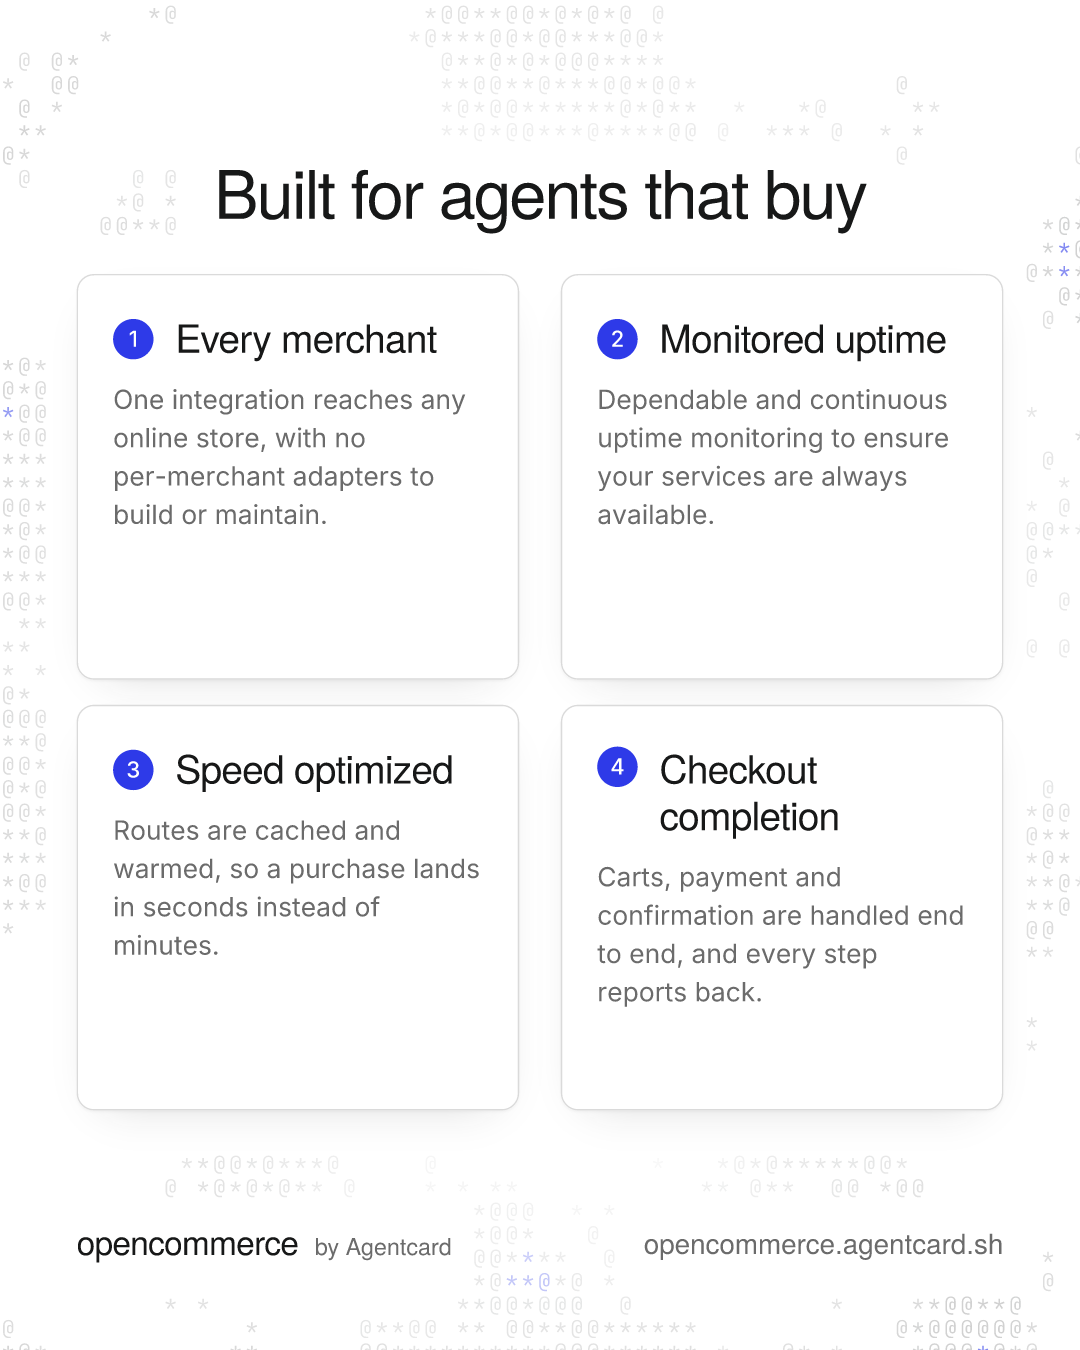 Built for agents that buy
1 Every merchant
One integration reaches any
online store, with no
per-merchant adapters to
build or maintain.
2 Monitored uptime
Dependable and continuous
uptime monitoring to ensure
your services are always
available.
3 Speed optimized
Routes are cached and
warmed, so a purchase lands
in seconds instead of
minutes.
4 Checkout
completion
Carts, payment and
confirmation are handled end
to end, and every step
reports back.
opencommerce by Agentcard
opencommerce.agentcard.sh